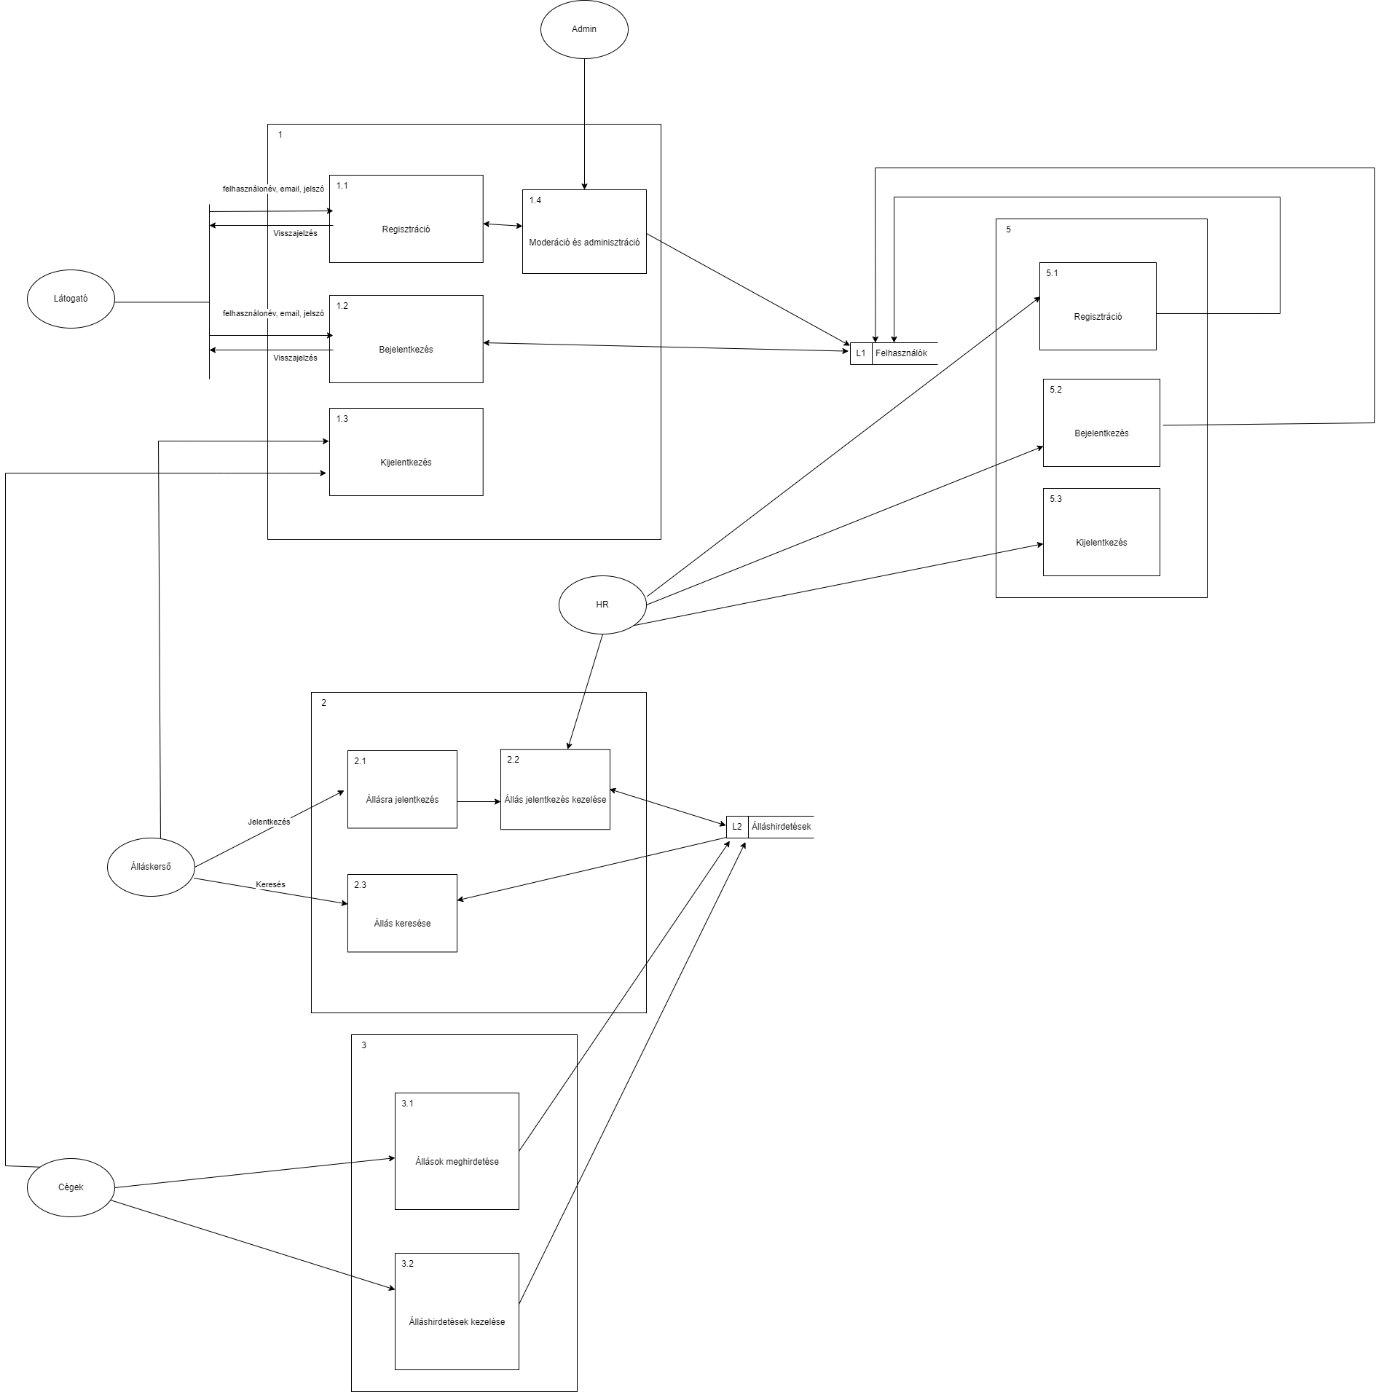 Admin
1
felhasználonév, email, jelszó
1.1
Regisztráció
Visszajelzés
1.4
Moderáció és adminisztráció
5
5.1
Regisztráció
Látogató
felhasználonév, email, jelszó
1.2
Bejelentkezés
Visszajelzés
L1
Felhasználók
5.2
Bejelentkezés
1.3
Kijelentkezés
5.3
Kijelentkezés
HR
2
2.1
Állásra jelentkezés
2.2
Állás jelentkezés kezelése
Jelentkezés
L2
Álláshirdetések
Álláskerső
Keresés
2.3
Állás keresése
3
3.1
Állások meghirdetése
Cégek
3.2
Álláshirdetések kezelése